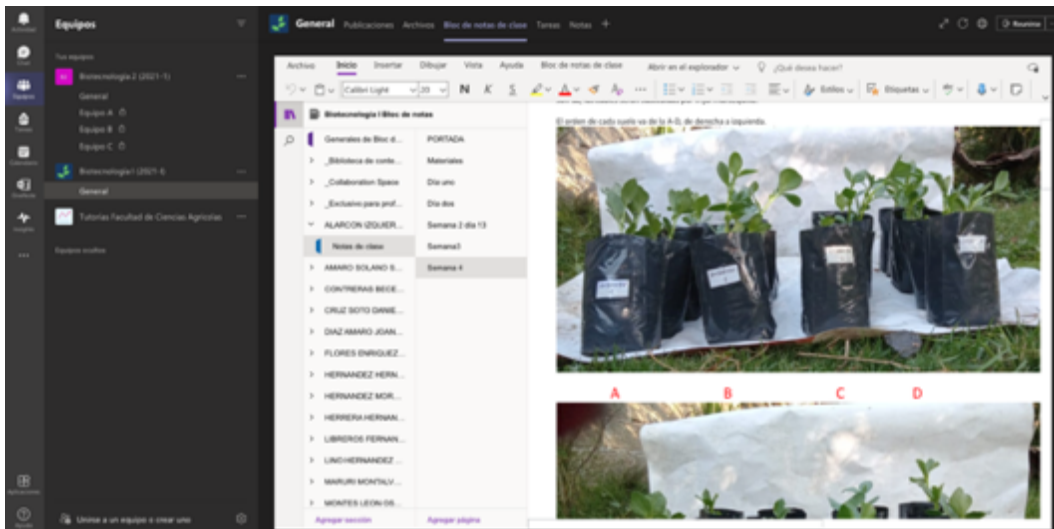 Equipos
Tus equipos
Biotecnología 2 (2021-1)
General
Equipo A
Equipo B
Equipo C
Biotecnología I (2021-1)
General
Tutorías Facultad de Ciencias Agrícolas
Equipos ocultos
Unirse a un equipo o crear uno
General Publicaciones Archivos Bloc de notas de clase Tareas Notas +
Reunirse
Archivo Inicio Insertar Dibujar Vista Ayuda Bloc de notas de clase Abrir en el explorador ¿Qué desea hacer?
Calibri Light 20 N K S Estilos Etiquetas
Biotecnología I Bloc de notas
Generales de Bloc d...
_Biblioteca de conte...
_Collaboration Space
_Exclusivo para prof...
ALARCON IZQUIER...
Notas de clase
AMARO SOLANO S...
CONTRERAS BECE...
CRUZ SOTO DANIE...
DIAZ AMARO JOAN...
FLORES ENRIQUEZ...
HERNANDEZ HERN...
HERNANDEZ MOR...
HERRERA HERNAN...
LIBREROS FERNAN...
LINO HERNANDEZ ...
MARURI MONTALV...
MONTES LEON OS...
Agregar sección
PORTADA
Materiales
Día uno
Día dos
Semana 2 día 13
Semana3
Semana 4
Agregar página
El orden de cada suelo va de la A-D, de derecha a izquierda.
A B C D